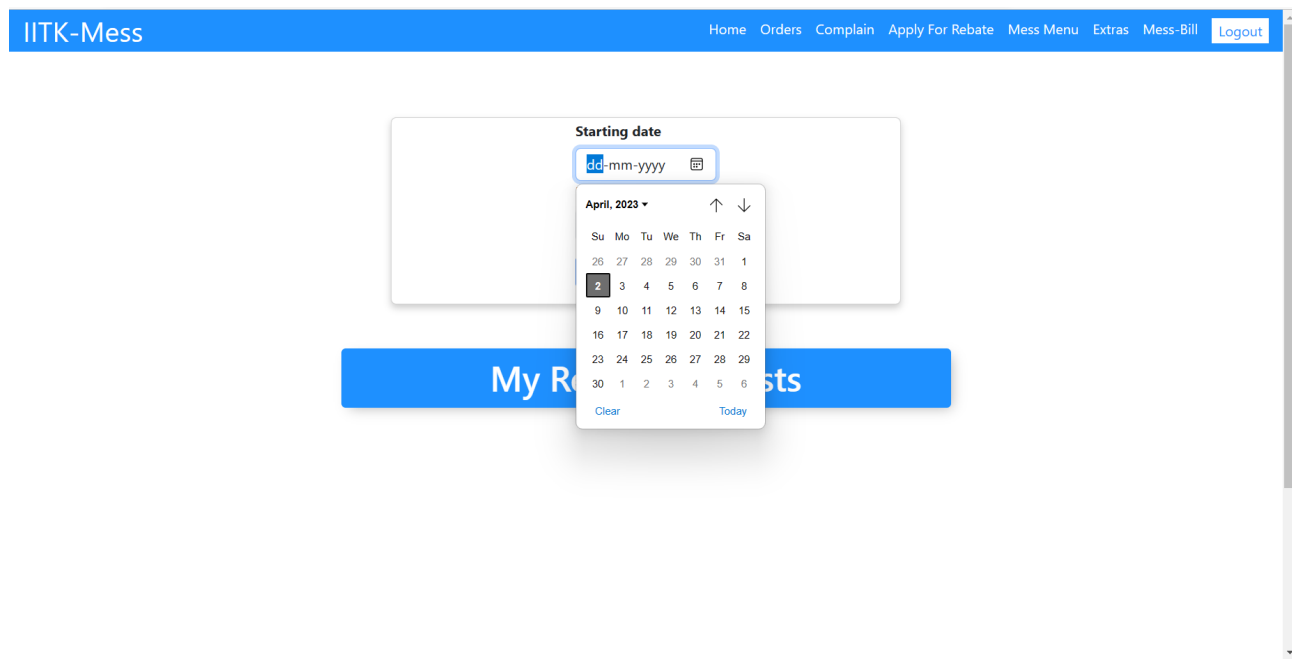 IITK-Mess Home Orders Complain Apply For Rebate Mess Menu Extras Mess-Bill Logout
Starting date
dd-mm-yyyy
April, 2023
Su Mo Tu We Th Fr Sa
26 27 28 29 30 31 1
2 3 4 5 6 7 8
9 10 11 12 13 14 15
16 17 18 19 20 21 22
23 24 25 26 27 28 29
30 1 2 3 4 5 6
Clear Today
My